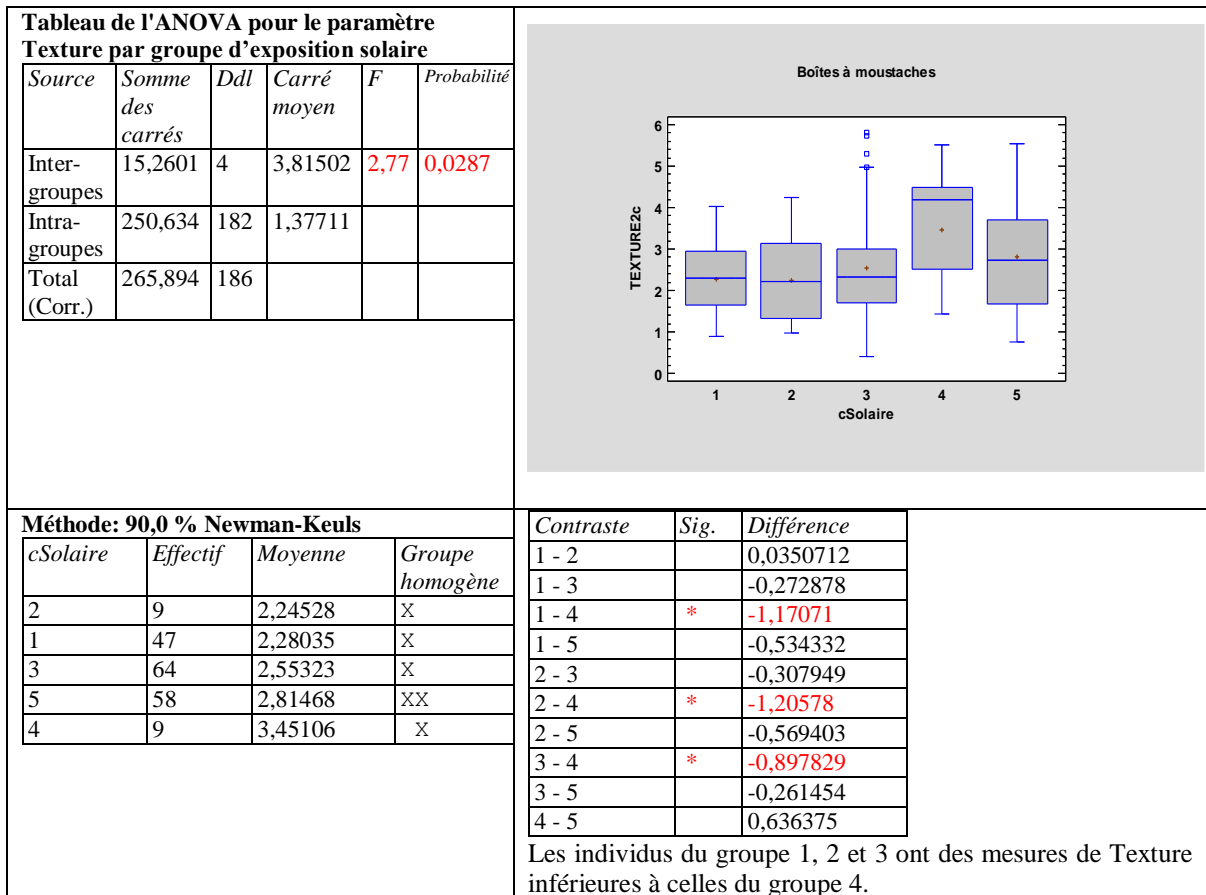 Tableau de l'ANOVA pour le paramètre
Texture par groupe d'exposition solaire
Source Somme des carrés Ddl Carré moyen F Probabilité
Inter-groupes 15,2601 4 3,81502 2,77 0,0287
Intra-groupes 250,634 182 1,37711
Total (Corr.) 265,894 186
Boîtes à moustaches
TEXTURE2c
6
5
4
3
2
1
0
1 2 3 4 5
cSolaire
Méthode: 90,0 % Newman-Keuls
cSolaire Effectif Moyenne Groupe homogène
2 9 2,24528 X
1 47 2,28035 X
3 64 2,55323 X
5 58 2,81468 XX
4 9 3,45106 X
Contraste Sig. Différence
1 - 2 0,0350712
1 - 3 -0,272878
1 - 4 * -1,17071
1 - 5 -0,534332
2 - 3 -0,307949
2 - 4 * -1,20578
2 - 5 -0,569403
3 - 4 * -0,897829
3 - 5 -0,261454
4 - 5 0,636375
Les individus du groupe 1, 2 et 3 ont des mesures de Texture
inférieures à celles du groupe 4.